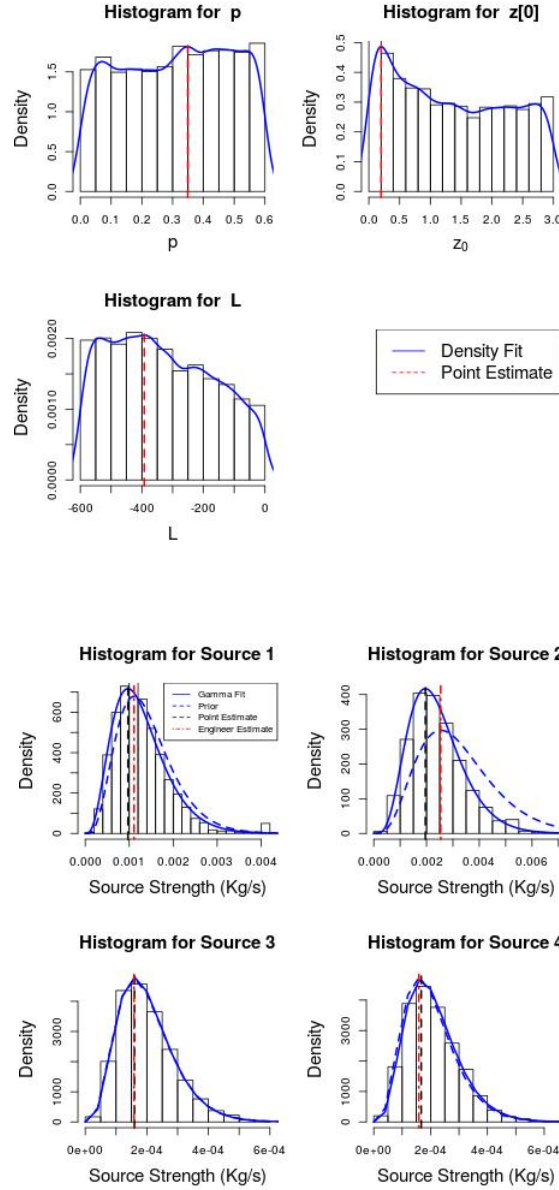 Histogram for p
Histogram for z[0]
Density
0.0 0.5 1.0 1.5
0.0 0.1 0.2 0.3 0.4 0.5 0.6
p
Density
0.0 0.1 0.2 0.3 0.4 0.5
0.0 0.5 1.0 1.5 2.0 2.5 3.0
z0
Histogram for L
Density
0.0000 0.0010 0.0020
-600 -400 -200 0
L
Density Fit
Point Estimate
Histogram for Source 1
Histogram for Source 2
Density
0 200 400 600
Gamma Fit
Prior
Point Estimate
Engineer Estimate
0.000 0.001 0.002 0.003 0.004
Source Strength (Kg/s)
Density
0 100 200 300 400
0.000 0.002 0.004 0.006
Source Strength (Kg/s)
Histogram for Source 3
Histogram for Source 4
Density
0 1000 3000
0e+00 2e-04 4e-04 6e-04
Source Strength (Kg/s)
Density
0 1000 3000
0e+00 2e-04 4e-04 6e-04
Source Strength (Kg/s)